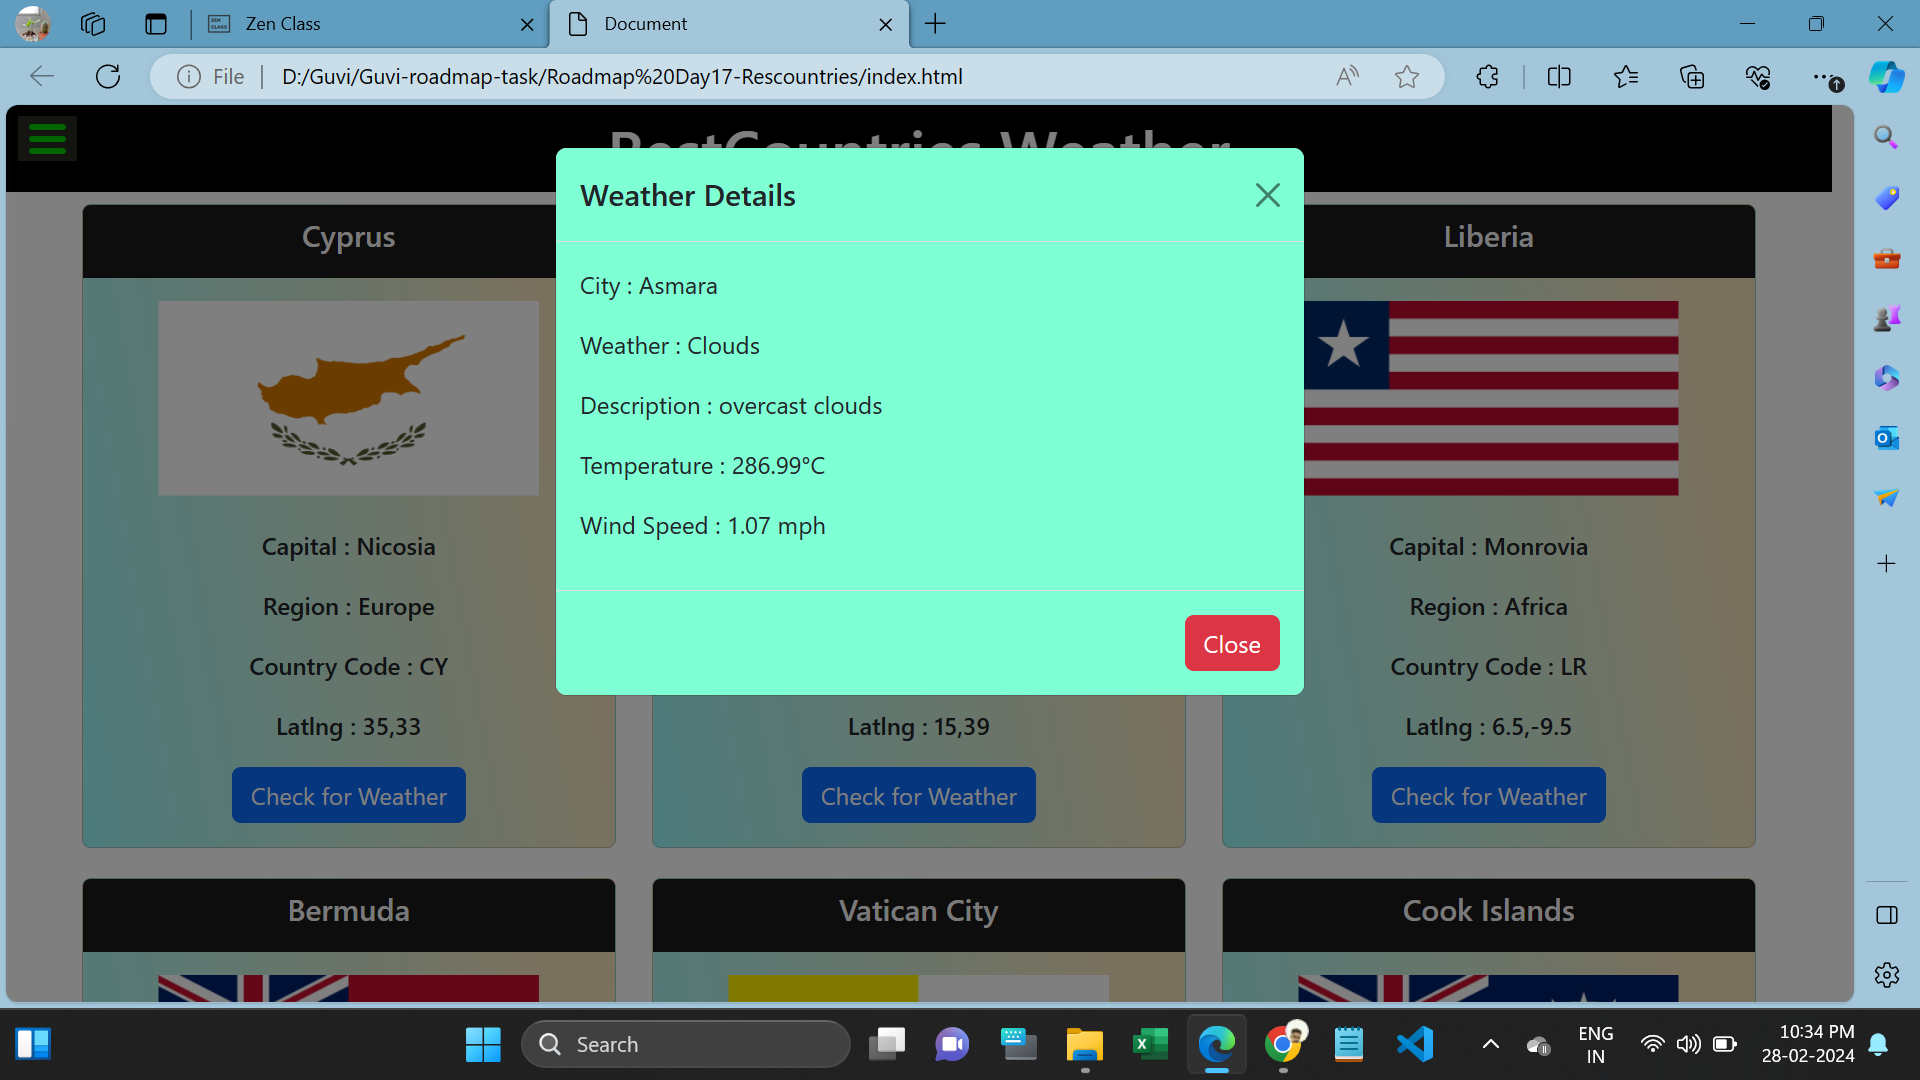 Zen Class
Document
File
D:/Guvi/Guvi-roadmap-task/Roadmap%20Day17-Rescountries/index.html
RestCountries Weather
Weather Details
City : Asmara
Weather : Clouds
Description : overcast clouds
Temperature : 286.99°C
Wind Speed : 1.07 mph
Close
Cyprus
Capital : Nicosia
Region : Europe
Country Code : CY
Latlng : 35,33
Check for Weather
Latlng : 15,39
Check for Weather
Liberia
Capital : Monrovia
Region : Africa
Country Code : LR
Latlng : 6.5,-9.5
Check for Weather
Bermuda
Vatican City
Cook Islands
Search
ENG
IN
10:34 PM
28-02-2024